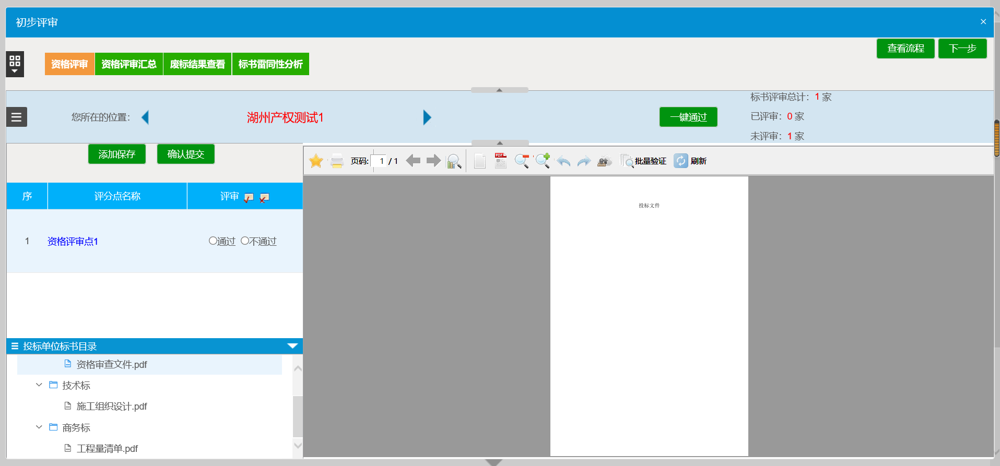 初步评审
×
查看流程 下一步
资格评审 资格评审汇总 废标结果查看 标书雷同性分析
标书评审总计：1 家
您所在的位置： 湖州产权测试1 一键通过 已评审：0 家
未评审：1 家
添加保存 确认提交
页码: 1 / 1 PDF 批量验证 刷新
序 评分点名称 评审
投标文件
1 资格评审点1 通过 不通过
投标单位标书目录
资格审查文件.pdf
技术标
施工组织设计.pdf
商务标
工程量清单.pdf